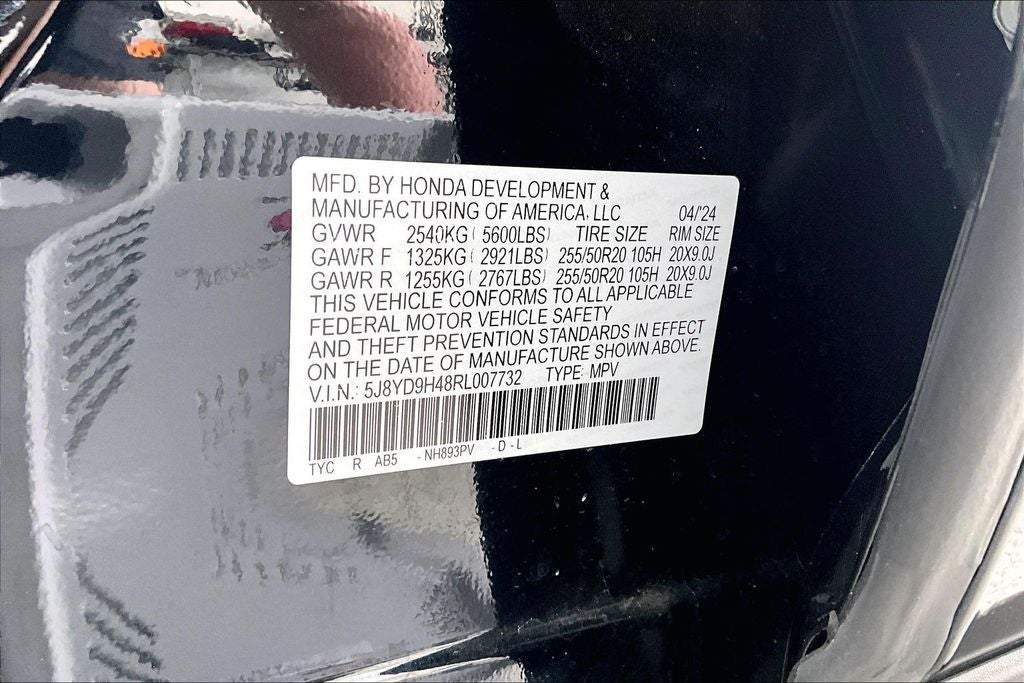 MFD. BY HONDA DEVELOPMENT &
MANUFACTURING OF AMERICA, LLC 04/'24
GVWR 2540KG ( 5600LBS) TIRE SIZE RIM SIZE
GAWR F 1325KG ( 2921LBS) 255/50R20 105H 20X9.0J
GAWR R 1255KG ( 2767LBS) 255/50R20 105H 20X9.0J
THIS VEHICLE CONFORMS TO ALL APPLICABLE
FEDERAL MOTOR VEHICLE SAFETY
AND THEFT PREVENTION STANDARDS IN EFFECT
ON THE DATE OF MANUFACTURE SHOWN ABOVE.
V.I.N.: 5J8YD9H48RL007732 TYPE: MPV
TYC R AB5 - NH893PV - D - L